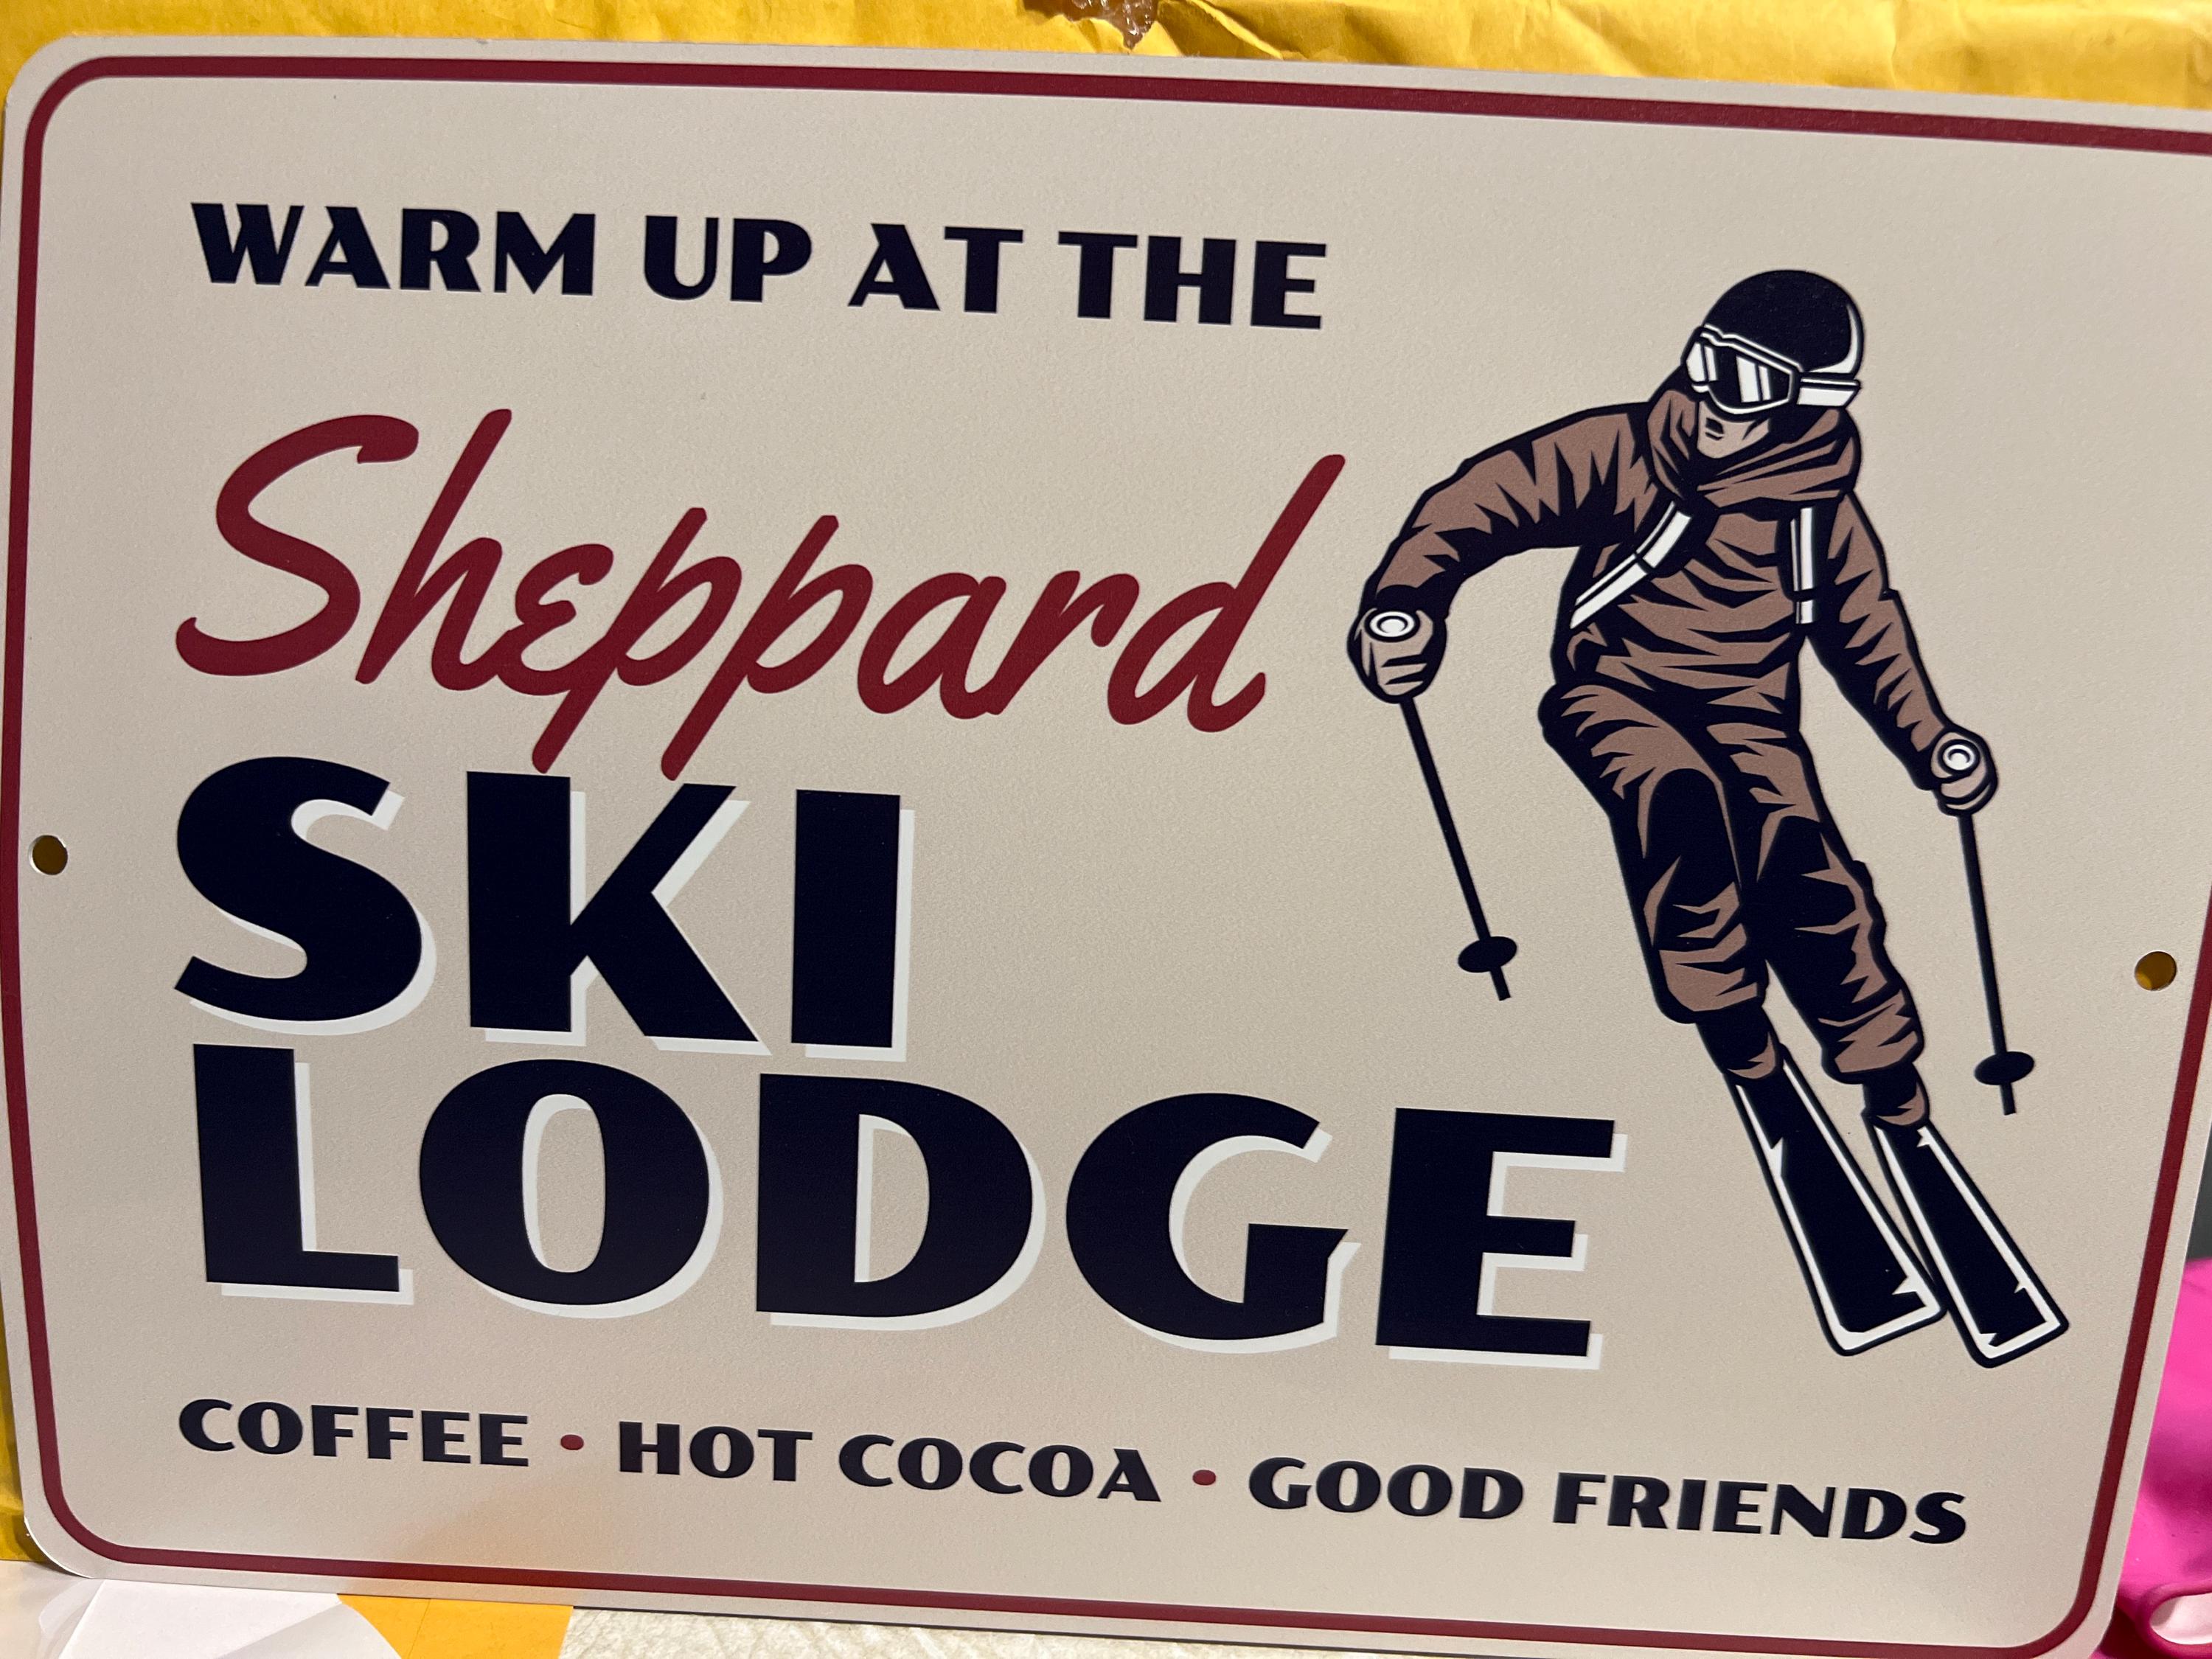 WARM UP AT THE
Sheppard
SKI
LODGE
COFFEE • HOT COCOA • GOOD FRIENDS